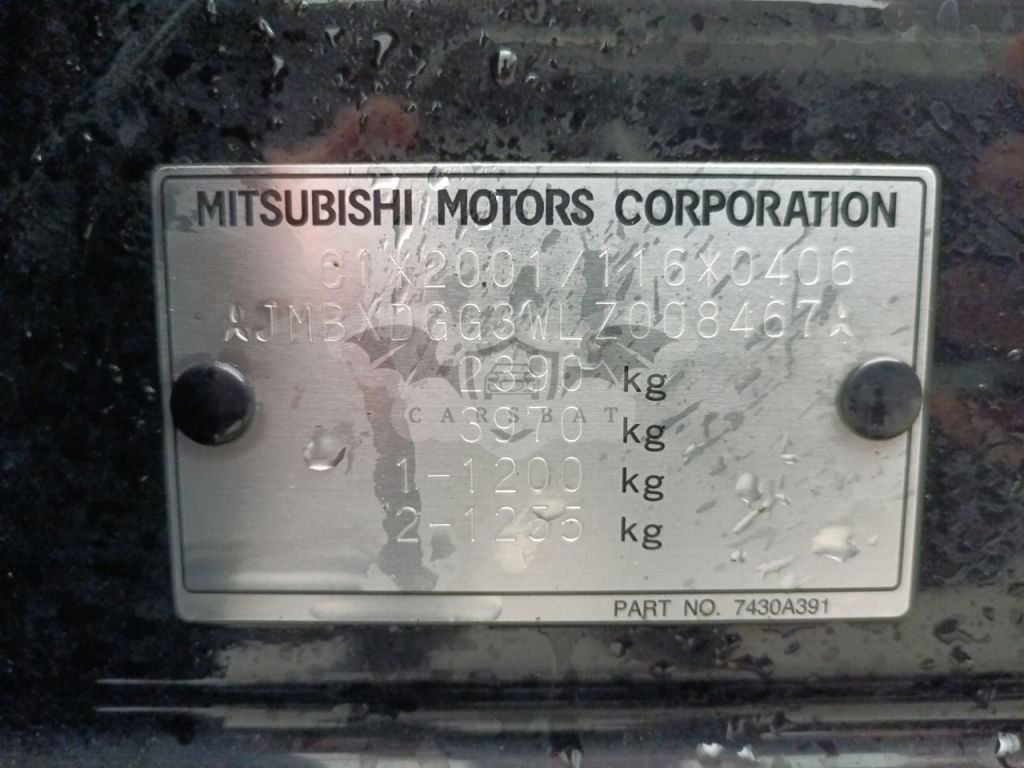 MITSUBISHI MOTORS CORPORATION
e1*2001/116*0406
JMBXDGG3WLZ008467
2390 kg
CARSBAT
3970 kg
1-1200 kg
2-1255 kg
PART NO. 7430A391